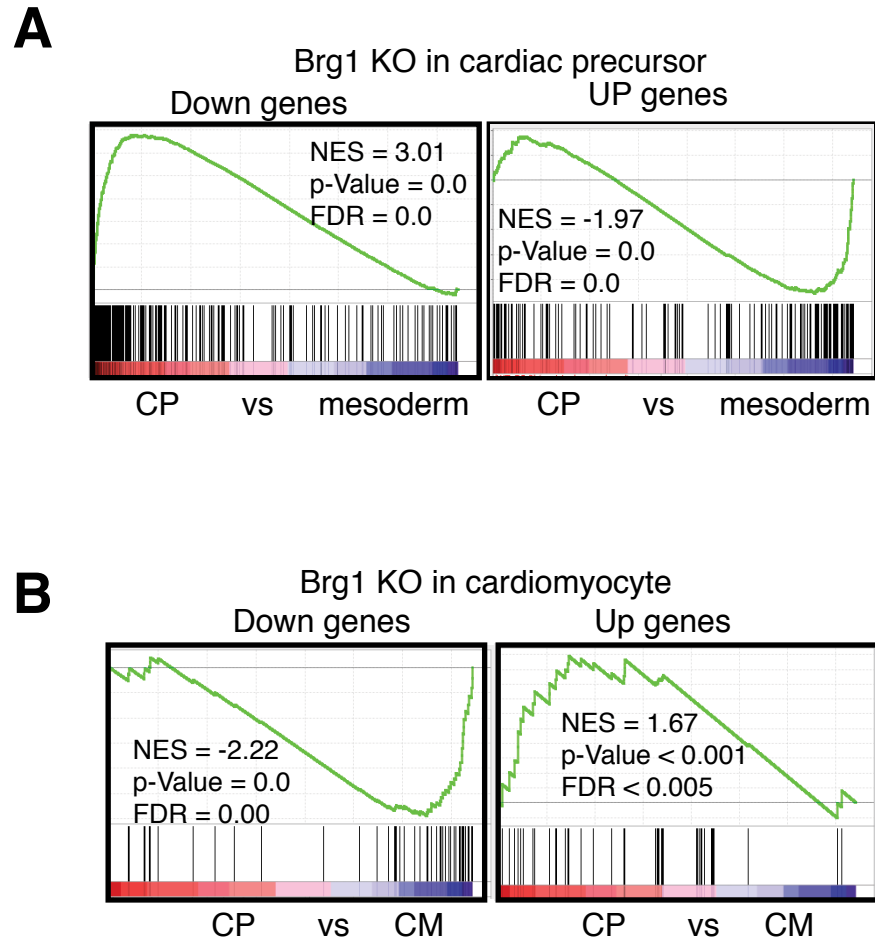 A
Brg1 KO in cardiac precursor
Down genes
UP genes
NES = 3.01
p-Value = 0.0
FDR = 0.0
NES = -1.97
p-Value = 0.0
FDR = 0.0
CP vs mesoderm
CP vs mesoderm
B
Brg1 KO in cardiomyocyte
Down genes
Up genes
NES = -2.22
p-Value = 0.0
FDR = 0.00
NES = 1.67
p-Value < 0.001
FDR < 0.005
CP vs CM
CP vs CM